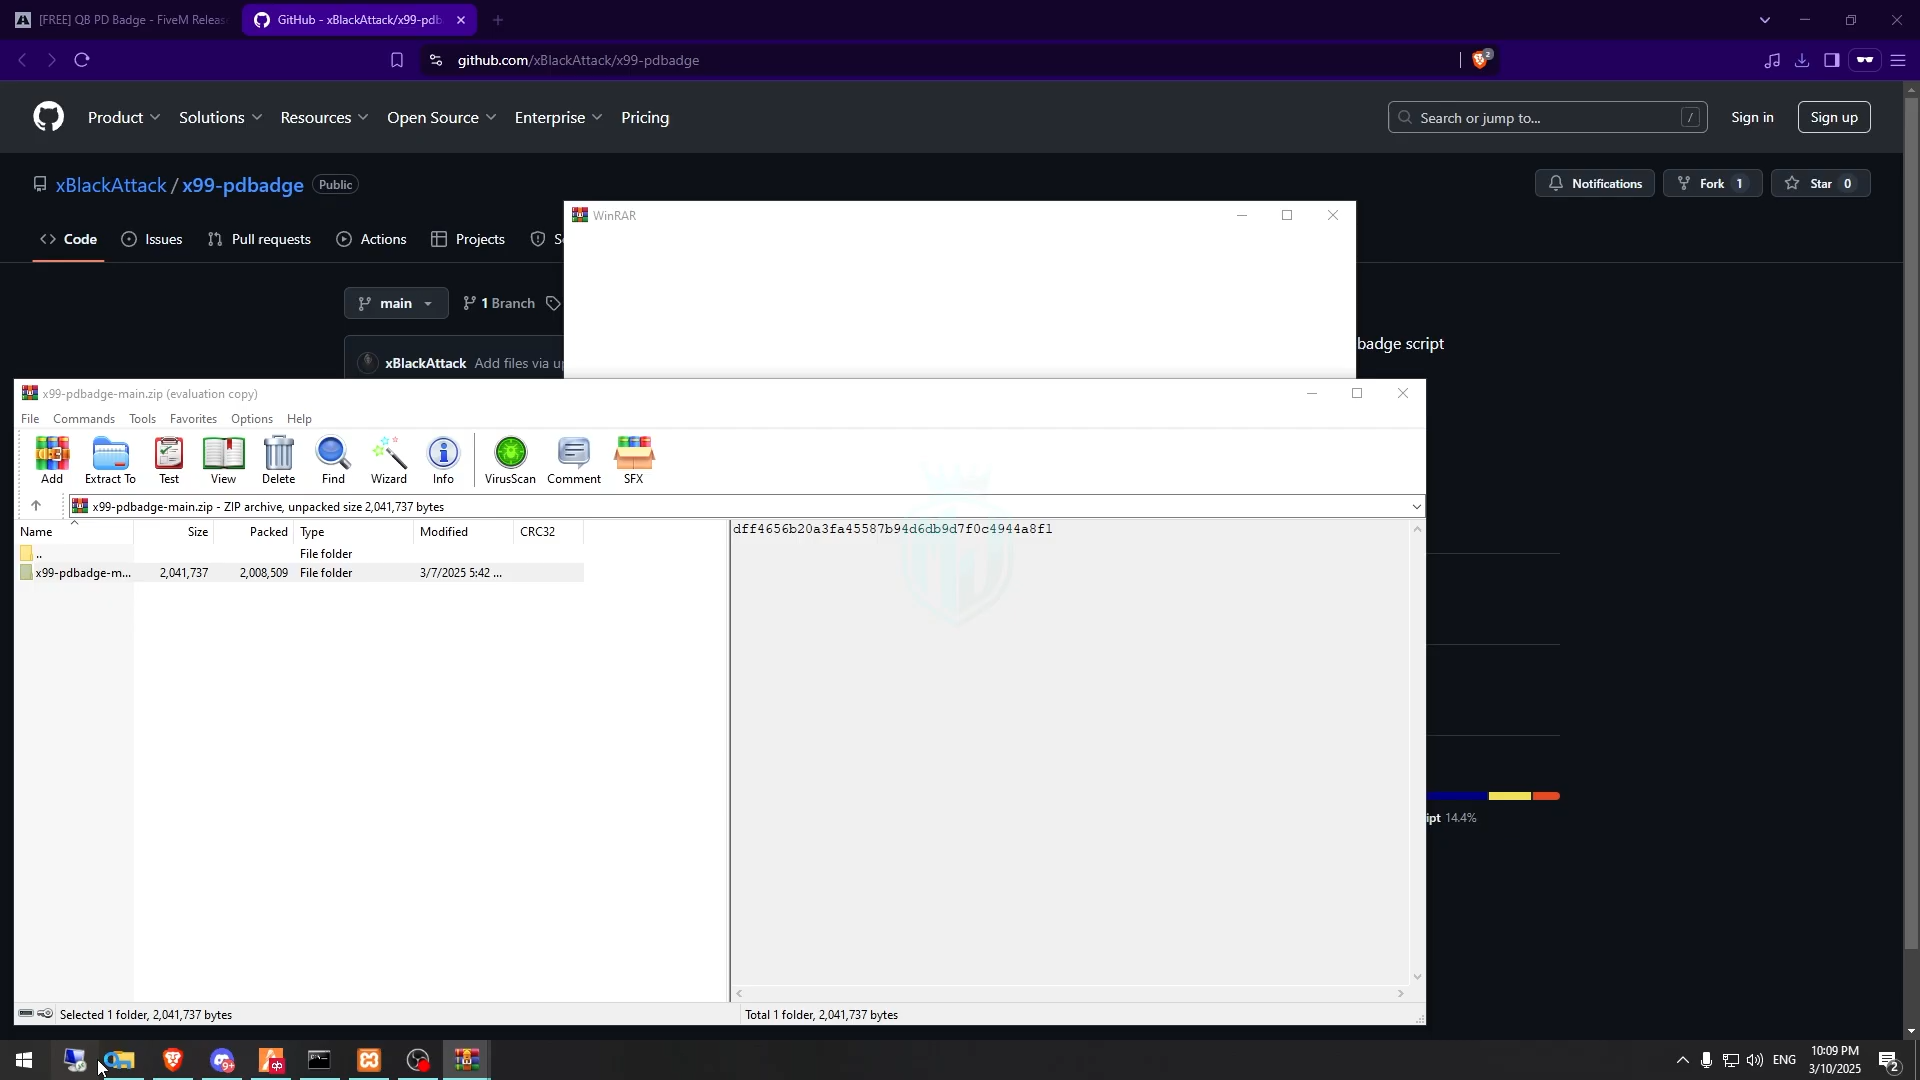 [FREE] QB PD Badge - FiveM Releas
GitHub - xBlackAttack/x99-pdb
github.com/xBlackAttack/x99-pdbadge
2
Product
Solutions
Resources
Open Source
Enterprise
Pricing
Search or jump to...
/
Sign in
Sign up
xBlackAttack / x99-pdbadge
Public
Notifications
Fork 1
Star 0
Code
Issues
Pull requests
Actions
Projects
WinRAR
main
1 Branch
xBlackAttack Add files via up
badge script
x99-pdbadge-main.zip (evaluation copy)
File Commands Tools Favorites Options Help
Add
Extract To
Test
View
Delete
Find
Wizard
Info
VirusScan
Comment
SFX
x99-pdbadge-main.zip - ZIP archive, unpacked size 2,041,737 bytes
Name Size Packed Type Modified CRC32
.. File folder
x99-pdbadge-m... 2,041,737 2,008,509 File folder 3/7/2025 5:42 ...
dff4656b20a3fa45587b94d6db9d7f0c4944a8f1
ipt 14.4%
Selected 1 folder, 2,041,737 bytes
Total 1 folder, 2,041,737 bytes
9+
qb
ENG
10:09 PM
3/10/2025
2